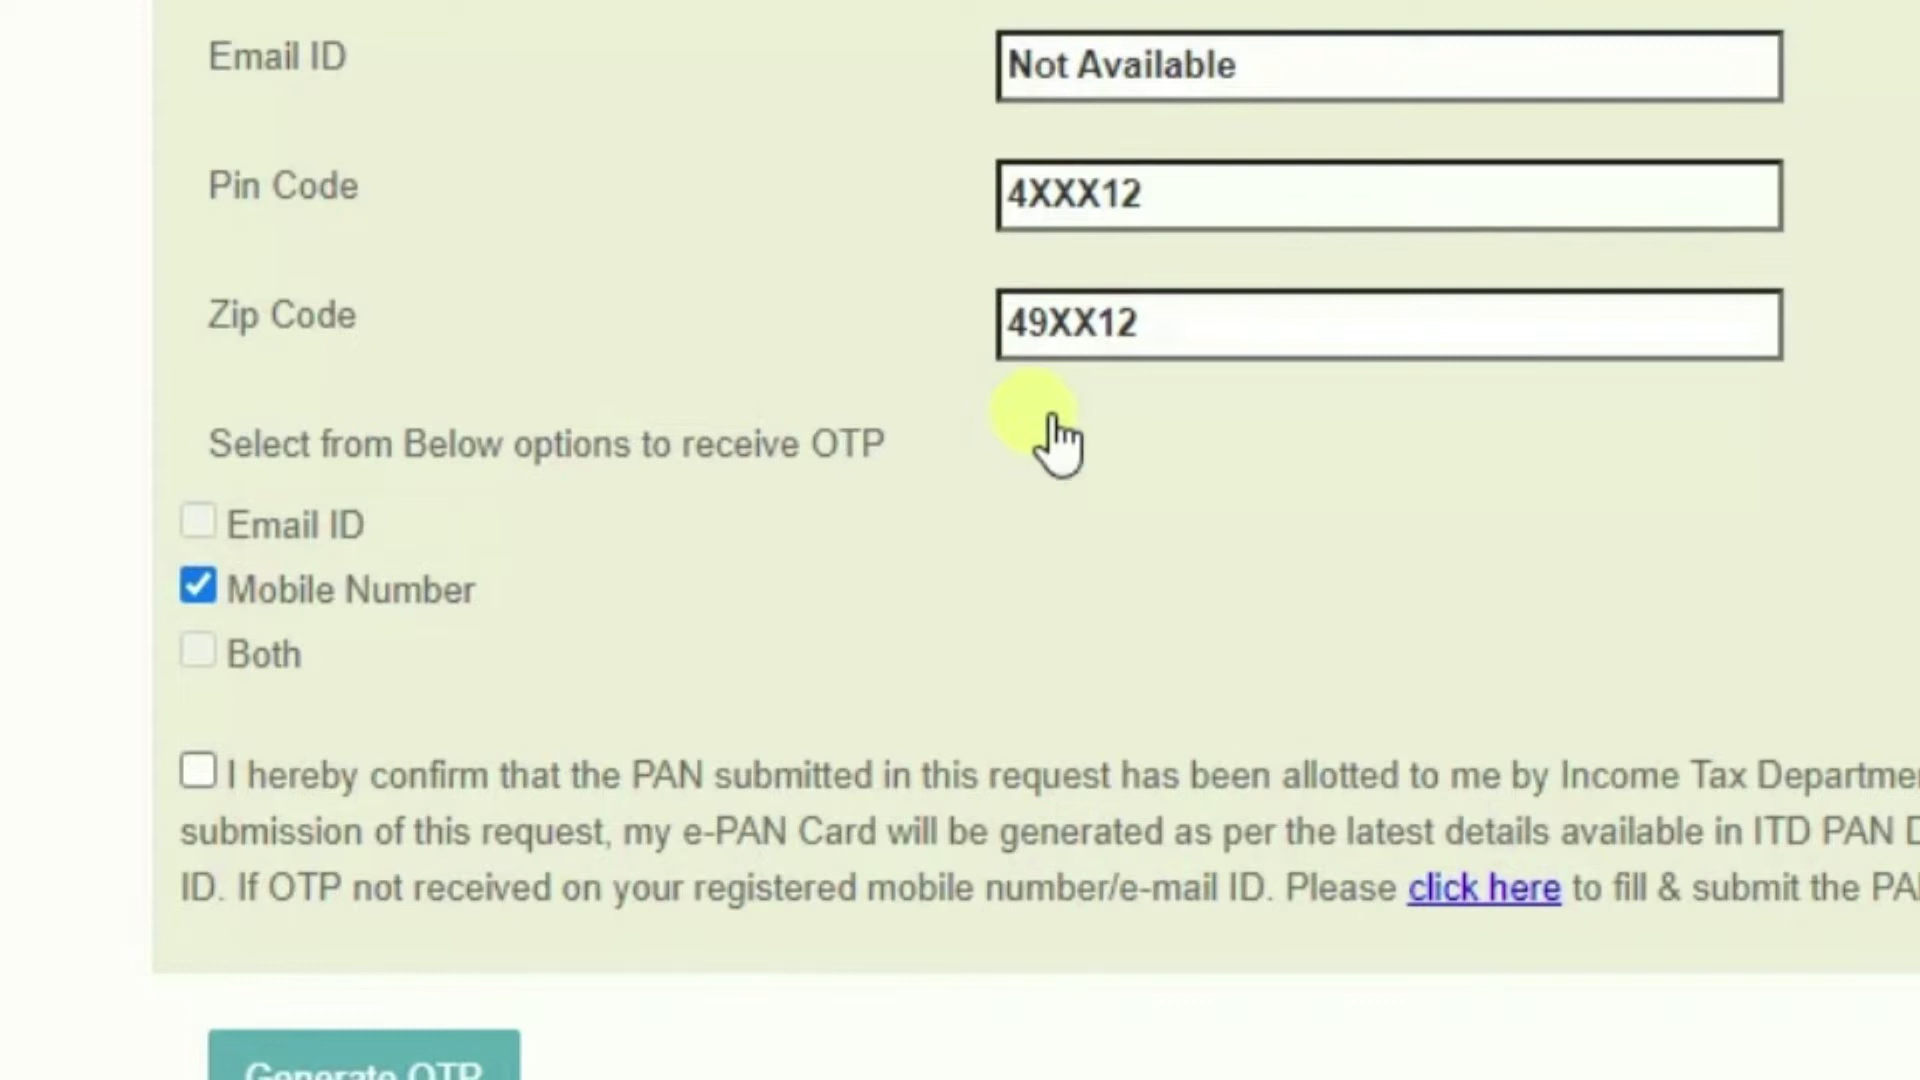 Email ID
Not Available
Pin Code
4XXX12
Zip Code
49XX12
Select from Below options to receive OTP
Email ID
Mobile Number
Both
I hereby confirm that the PAN submitted in this request has been allotted to me by Income Tax Departme
submission of this request, my e-PAN Card will be generated as per the latest details available in ITD PAN D
ID. If OTP not received on your registered mobile number/e-mail ID. Please click here to fill & submit the PA
Generate OTP